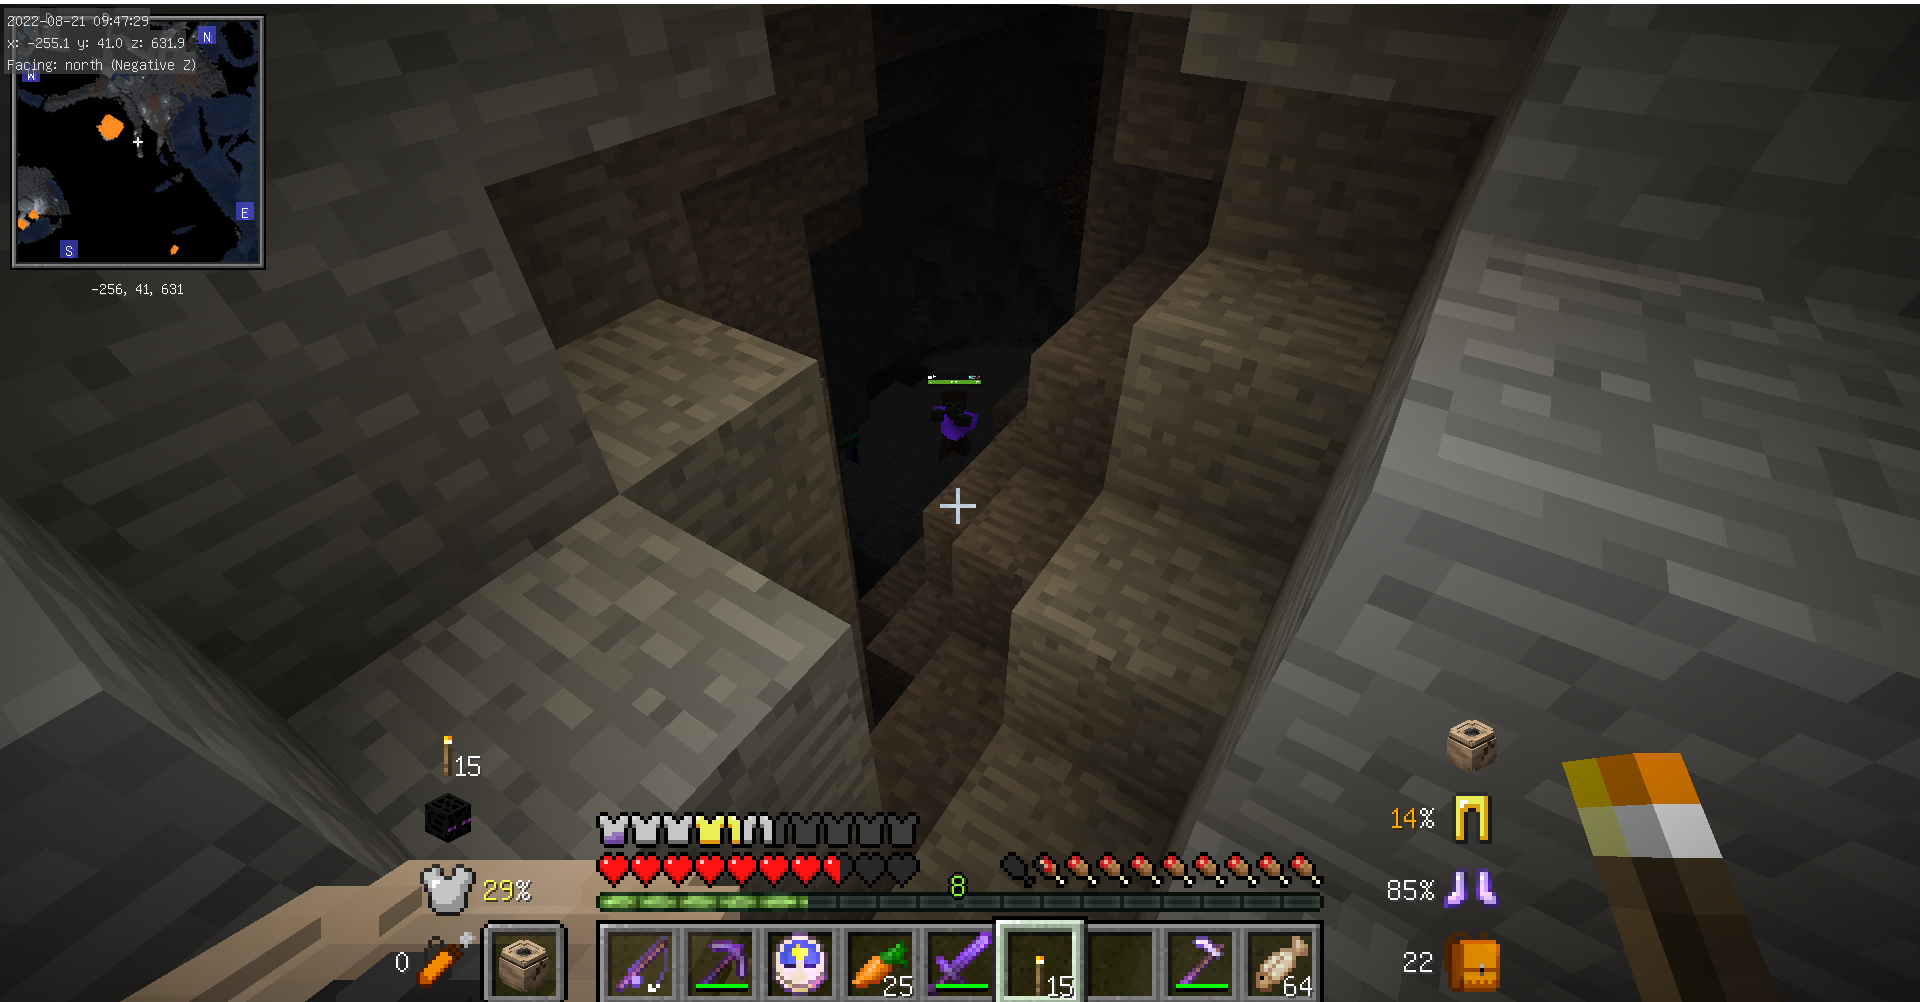 2022-08-21 09:47:29
x: -255.1 y: 41.0 z: 631.9
Facing: north (Negative Z)
N
W
E
S
-256, 41, 631
15
29%
0
8
14%
85%
22
25
15
64